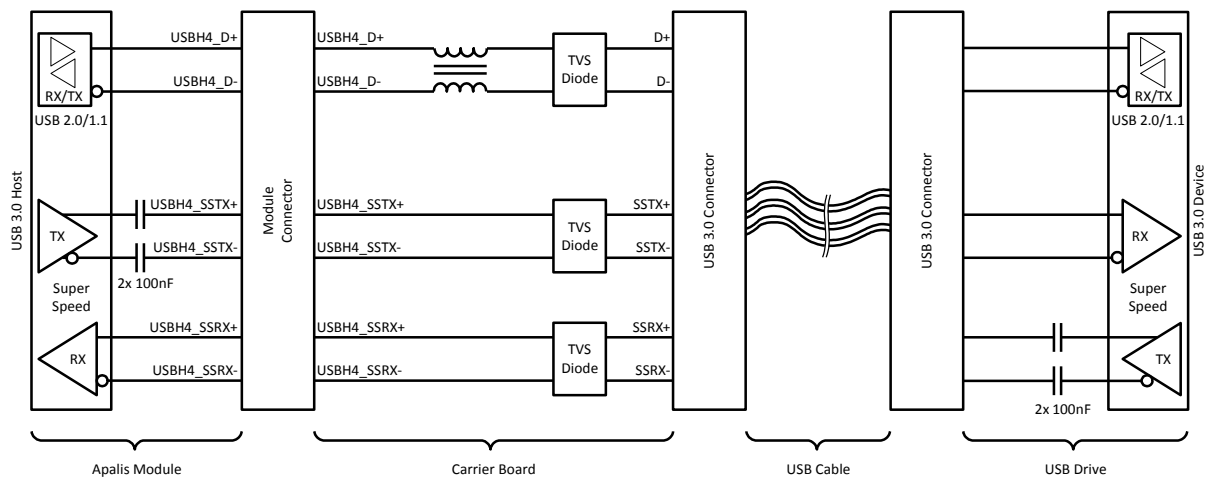 USBH4_D+
USBH4_D+
D+
RX/TX
USB 2.0/1.1
USBH4_D-
USBH4_D-
TVS
Diode
D-
RX/TX
USB 2.0/1.1
USB 3.0 Host
TX
Super
Speed
RX
USBH4_SSTX+
USBH4_SSTX-
2x 100nF
USBH4_SSRX+
USBH4_SSRX-
Module
Connector
USBH4_SSTX+
USBH4_SSTX-
TVS
Diode
SSTX+
SSTX-
USBH4_SSRX+
USBH4_SSRX-
TVS
Diode
SSRX+
SSRX-
USB 3.0 Connector
USB 3.0 Connector
RX
Super
Speed
TX
2x 100nF
USB 3.0 Device
Apalis Module
Carrier Board
USB Cable
USB Drive